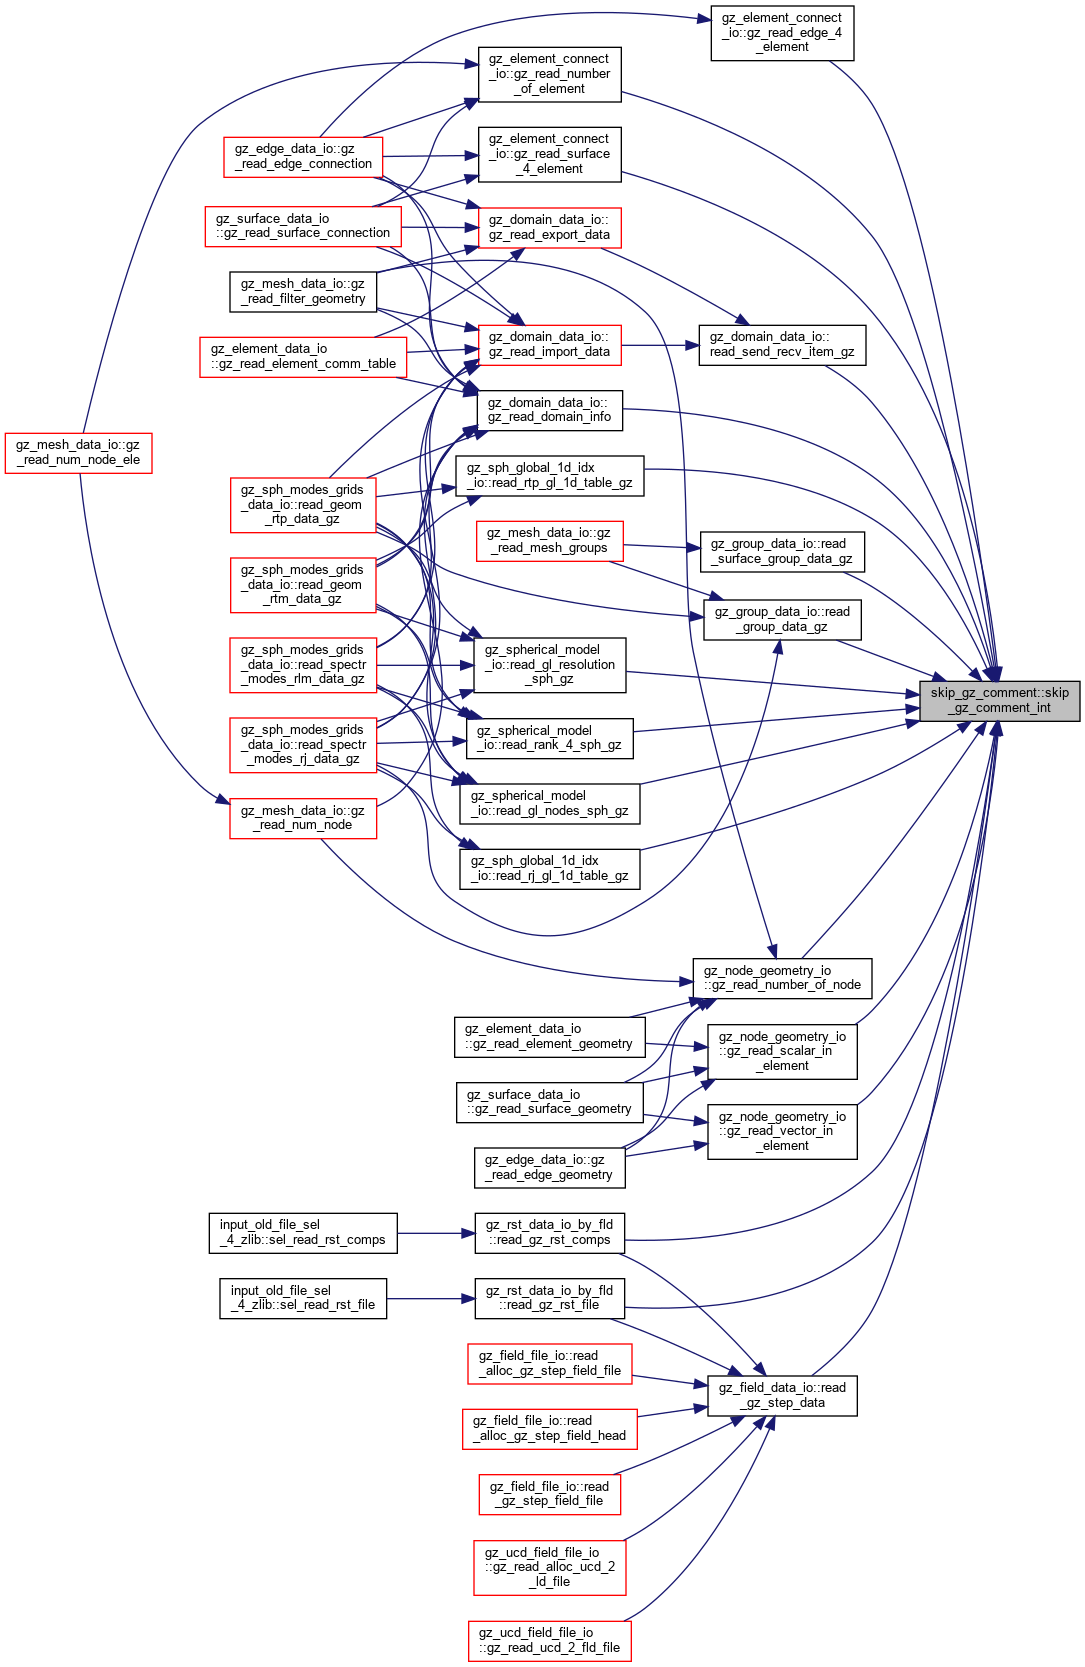 gz_element_connect
_io::gz_read_edge_4
_element
gz_element_connect
_io::gz_read_number
_of_element
gz_element_connect
_io::gz_read_surface
_4_element
gz_edge_data_io::gz
_read_edge_connection
gz_surface_data_io
::gz_read_surface_connection
gz_domain_data_io::
gz_read_export_data
gz_mesh_data_io::gz
_read_filter_geometry
gz_element_data_io
::gz_read_element_comm_table
gz_domain_data_io::
gz_read_import_data
gz_domain_data_io::
read_send_recv_item_gz
gz_domain_data_io::
gz_read_domain_info
gz_mesh_data_io::gz
_read_num_node_ele
gz_sph_global_1d_idx
_io::read_rtp_gl_1d_table_gz
gz_sph_modes_grids
_data_io::read_geom
_rtp_data_gz
gz_mesh_data_io::gz
_read_mesh_groups
gz_group_data_io::read
_surface_group_data_gz
gz_sph_modes_grids
_data_io::read_geom
_rtm_data_gz
gz_group_data_io::read
_group_data_gz
gz_sph_modes_grids
_data_io::read_spectr
_modes_rlm_data_gz
gz_spherical_model
_io::read_gl_resolution
_sph_gz
skip_gz_comment::skip
_gz_comment_int
gz_sph_modes_grids
_data_io::read_spectr
_modes_rj_data_gz
gz_spherical_model
_io::read_rank_4_sph_gz
gz_spherical_model
_io::read_gl_nodes_sph_gz
gz_mesh_data_io::gz
_read_num_node
gz_sph_global_1d_idx
_io::read_rj_gl_1d_table_gz
gz_node_geometry_io
::gz_read_number_of_node
gz_element_data_io
::gz_read_element_geometry
gz_node_geometry_io
::gz_read_scalar_in
_element
gz_surface_data_io
::gz_read_surface_geometry
gz_node_geometry_io
::gz_read_vector_in
_element
gz_edge_data_io::gz
_read_edge_geometry
input_old_file_sel
_4_zlib::sel_read_rst_comps
gz_rst_data_io_by_fld
::read_gz_rst_comps
input_old_file_sel
_4_zlib::sel_read_rst_file
gz_rst_data_io_by_fld
::read_gz_rst_file
gz_field_file_io::read
_alloc_gz_step_field_file
gz_field_data_io::read
_gz_step_data
gz_field_file_io::read
_alloc_gz_step_field_head
gz_field_file_io::read
_gz_step_field_file
gz_ucd_field_file_io
::gz_read_alloc_ucd_2
_ld_file
gz_ucd_field_file_io
::gz_read_ucd_2_fld_file